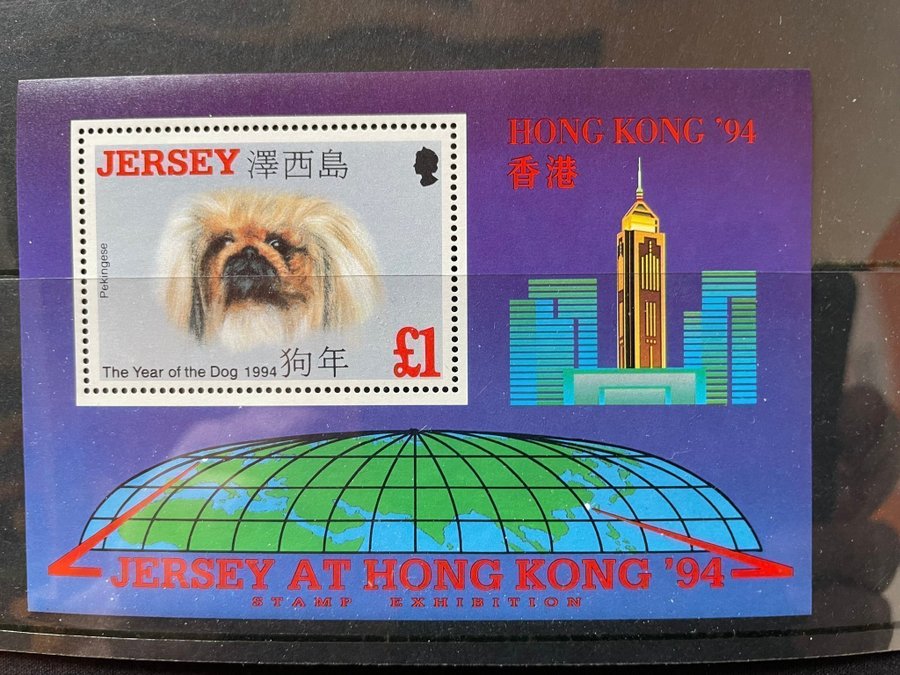 JERSEY 澤西島
Pekingese
The Year of the Dog 1994 狗年 £1
HONG KONG '94
香港
JERSEY AT HONG KONG '94
STAMP EXHIBITION